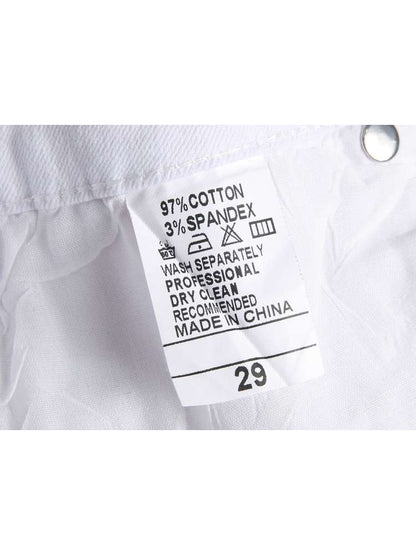 97% COTTON
3% SPANDEX
WASH SEPARATELY
PROFESSIONAL
DRY CLEAN
RECOMMENDED
MADE IN CHINA
29